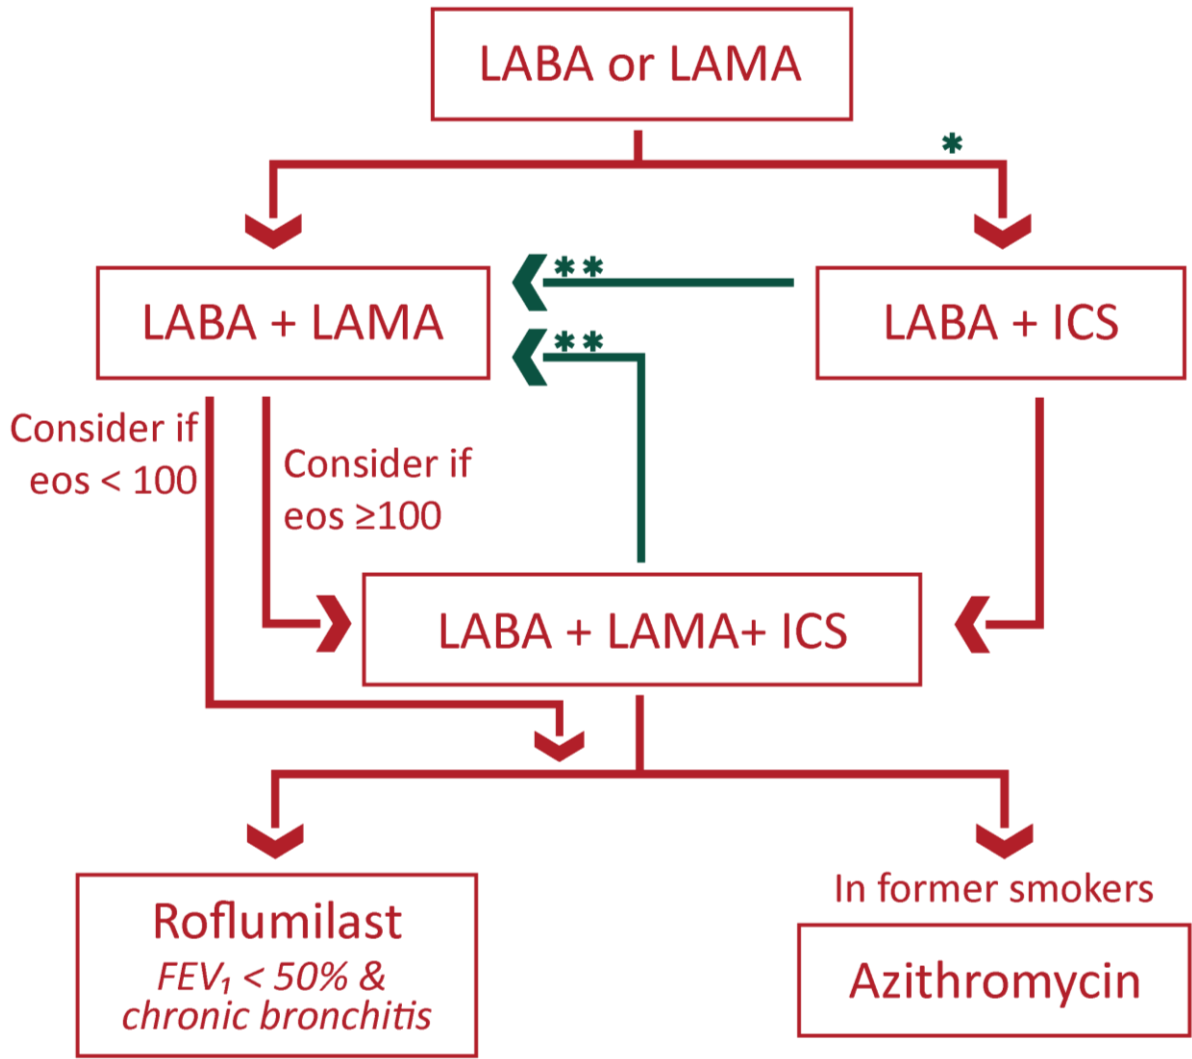 LABA or LAMA
*
LABA + LAMA
**
**
LABA + ICS
Consider if
eos < 100
Consider if
eos ≥100
LABA + LAMA+ ICS
Roflumilast
FEV₁ < 50% &
chronic bronchitis
In former smokers
Azithromycin